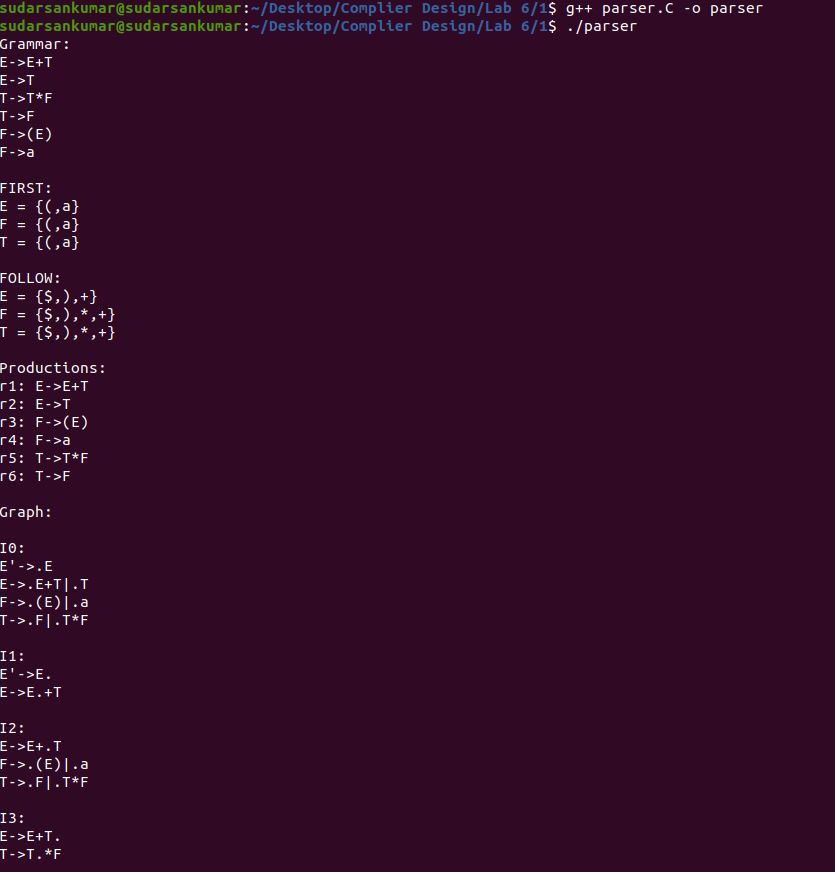 sudarsankumar@sudarsankumar:~/Desktop/Complier Design/Lab 6/1$ g++ parser.C -o parser
sudarsankumar@sudarsankumar:~/Desktop/Complier Design/Lab 6/1$ ./parser
Grammar:
E->E+T
E->T
T->T*F
T->F
F->(E)
F->a

FIRST:
E = {(,a}
F = {(,a}
T = {(,a}

FOLLOW:
E = {$,),+}
F = {$,),*,+}
T = {$,),*,+}

Productions:
r1: E->E+T
r2: E->T
r3: F->(E)
r4: F->a
r5: T->T*F
r6: T->F

Graph:

I0:
E'->.E
E->.E+T|.T
F->.(E)|.a
T->.F|.T*F

I1:
E'->E.
E->E.+T

I2:
E->E+.T
F->.(E)|.a
T->.F|.T*F

I3:
E->E+T.
T->T.*F